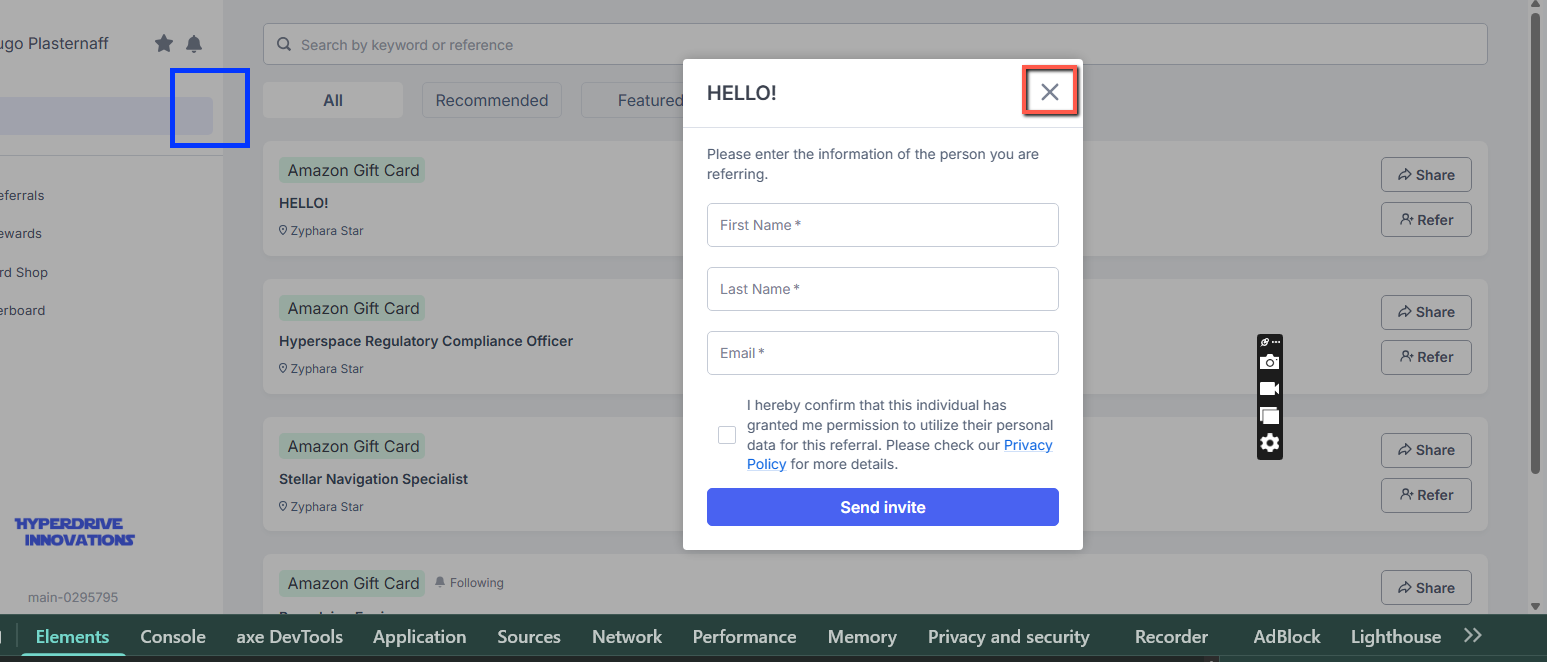 ugo Plasternaff
Search by keyword or reference
All
Recommended
Featured
HELLO!
Please enter the information of the person you are
referring.
First Name *
Last Name *
Email *
I hereby confirm that this individual has
granted me permission to utilize their personal
data for this referral. Please check our Privacy
Policy for more details.
Send invite
Amazon Gift Card
HELLO!
Zyphara Star
Share
Refer
Amazon Gift Card
Hyperspace Regulatory Compliance Officer
Zyphara Star
Share
Refer
Amazon Gift Card
Stellar Navigation Specialist
Zyphara Star
Share
Refer
Amazon Gift Card
Following
Share
eferrals
ewards
rd Shop
erboard
HYPERDRIVE
INNOVATIONS
main-0295795
Elements
Console
axe DevTools
Application
Sources
Network
Performance
Memory
Privacy and security
Recorder
AdBlock
Lighthouse